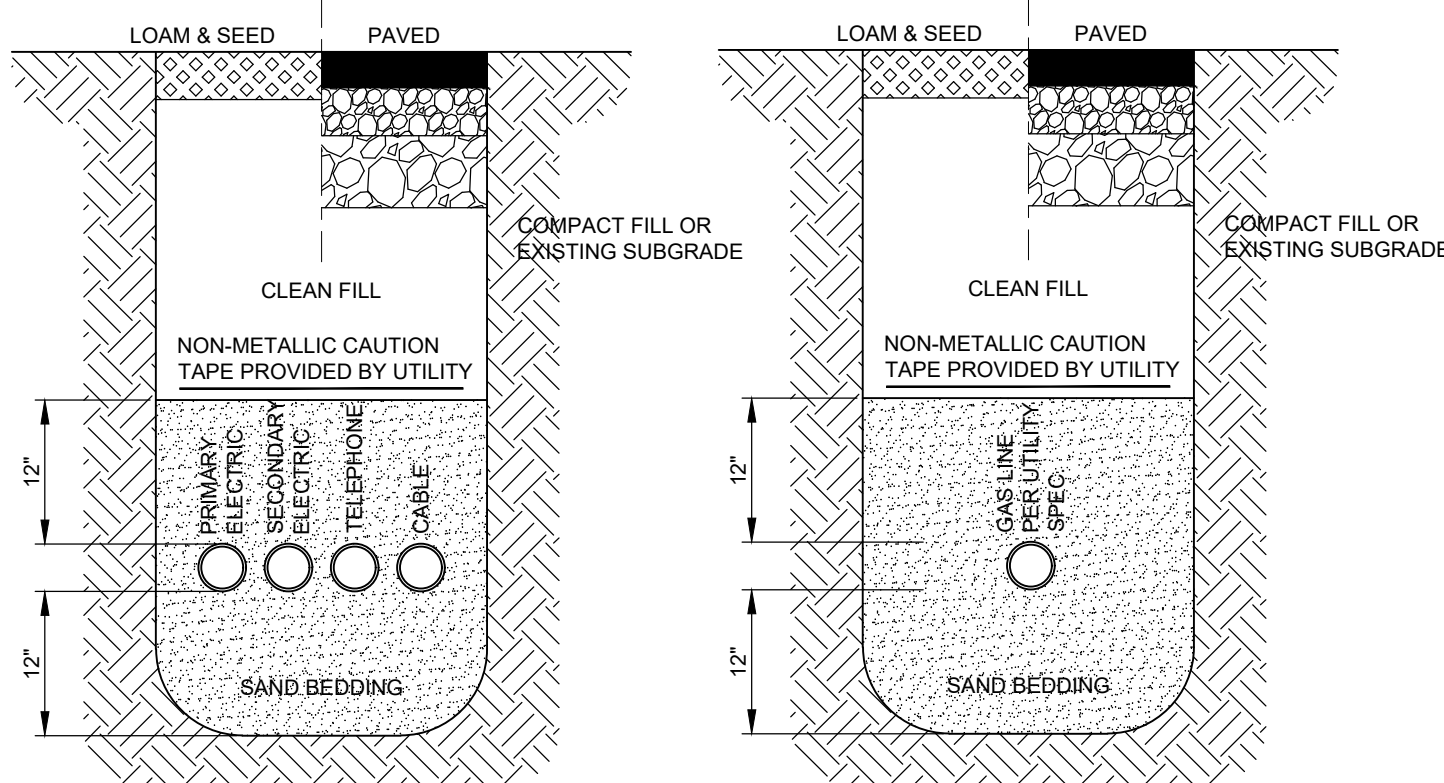 LOAM & SEED
PAVED
COMPACT FILL OR
EXISTING SUBGRADE
CLEAN FILL
NON-METALLIC CAUTION
TAPE PROVIDED BY UTILITY
12"
PRIMARY
ELECTRIC
SECONDARY
ELECTRIC
TELEPHONE
CABLE
12"
SAND BEDDING
LOAM & SEED
PAVED
COMPACT FILL OR
EXISTING SUBGRADE
CLEAN FILL
NON-METALLIC CAUTION
TAPE PROVIDED BY UTILITY
12"
GAS LINE
PER UTILITY
SPEC
12"
SAND BEDDING